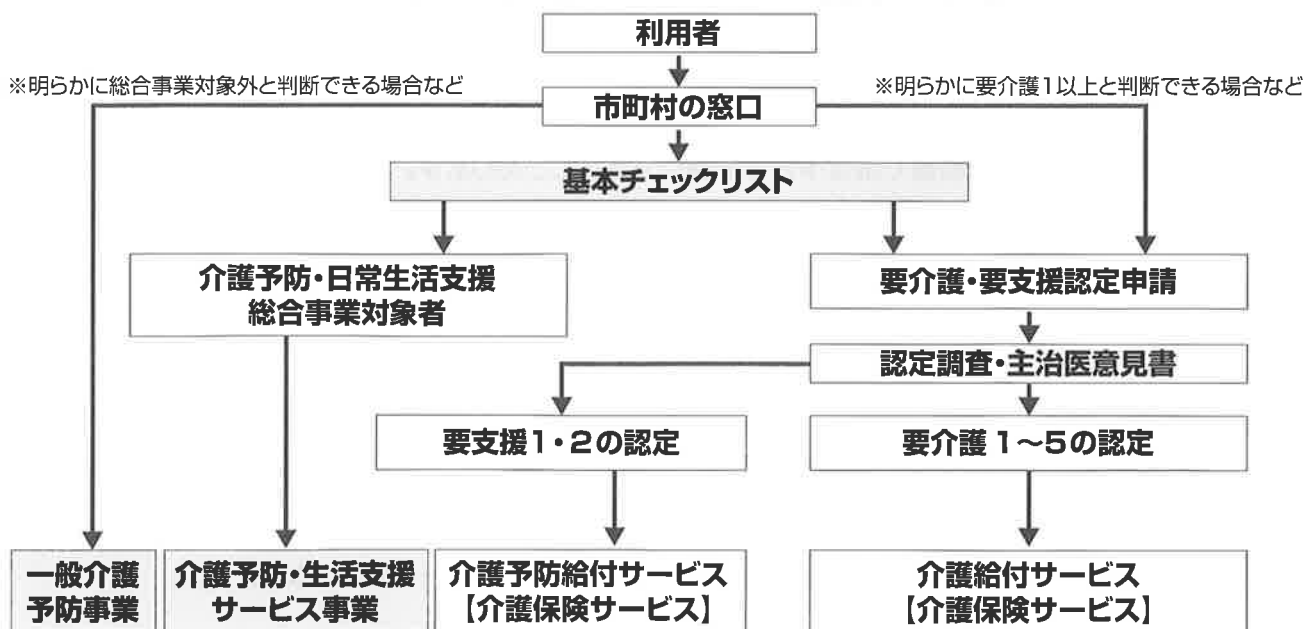 利用者
※明らかに総合事業対象外と判断できる場合など
※明らかに要介護1以上と判断できる場合など
市町村の窓口
基本チェックリスト
介護予防・日常生活支援
総合事業対象者
要介護・要支援認定申請
認定調査・主治医意見書
要支援1・2の認定
要介護1～5の認定
一般介護
予防事業
介護予防・生活支援
サービス事業
介護予防給付サービス
【介護保険サービス】
介護給付サービス
【介護保険サービス】